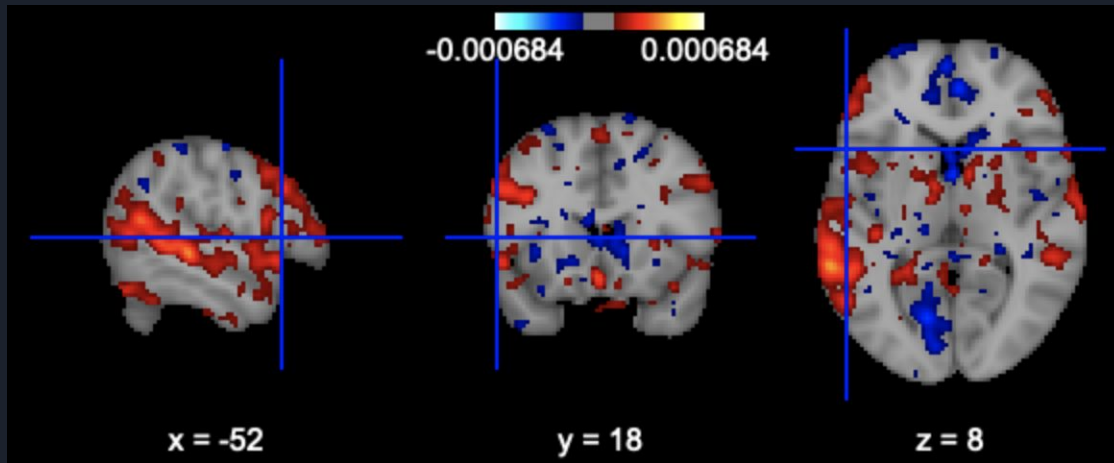 -0.000684 0.000684
x = -52 y = 18 z = 8